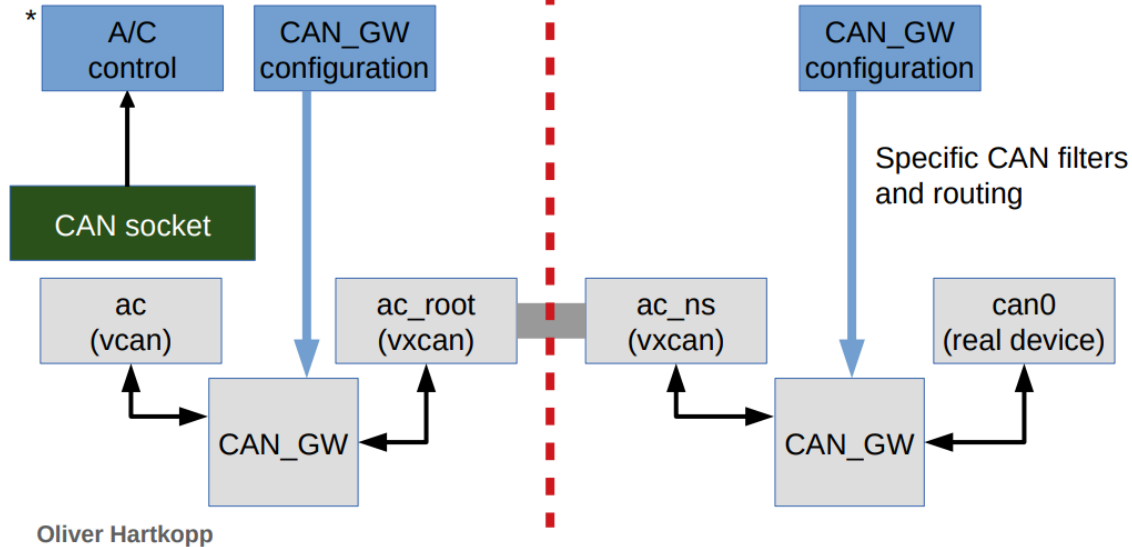 *
A/C
control
CAN_GW
configuration
CAN_GW
configuration
Specific CAN filters
and routing
CAN socket
ac
(vcan)
ac_root
(vxcan)
ac_ns
(vxcan)
can0
(real device)
CAN_GW
CAN_GW
Oliver Hartkopp